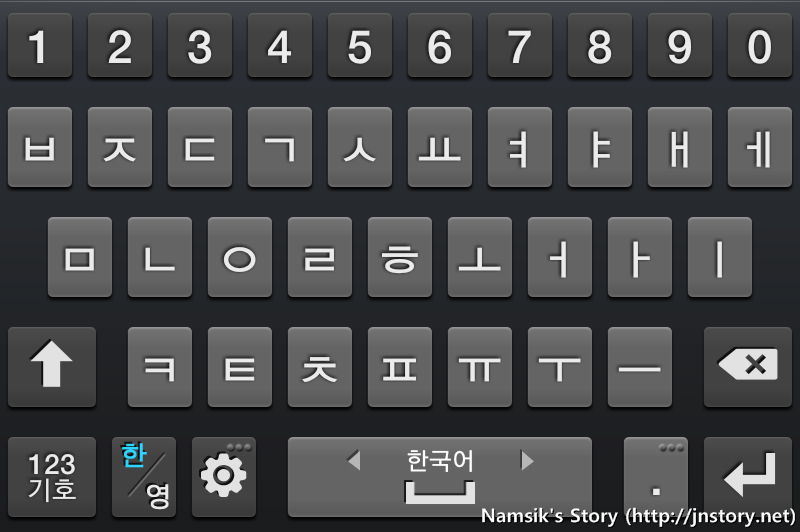 1 2 3 4 5 6 7 8 9 0
ㅂ ㅈ ㄷ ㄱ ㅅ ㅛ ㅕ ㅑ ㅐ ㅔ
ㅁ ㄴ ㅇ ㄹ ㅎ ㅗ ㅓ ㅏ ㅣ
ㅋ ㅌ ㅊ ㅍ ㅠ ㅜ ㅡ
123
기호
한/영
한국어
.
Namsik's Story (http://jnstory.net)